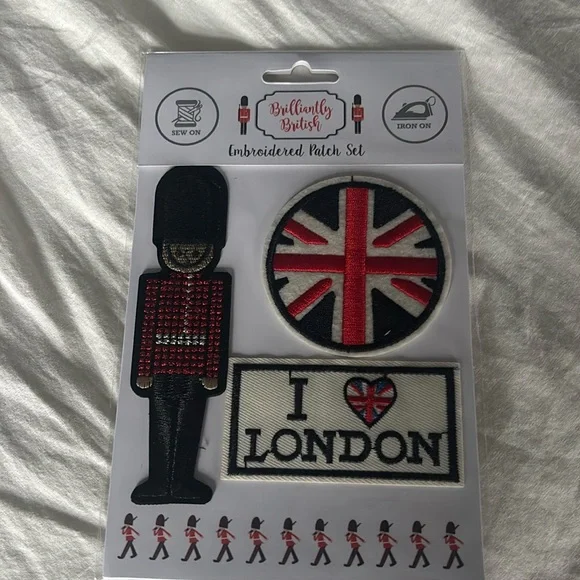 Brilliantly
British
SEW ON
IRON ON
Embroidered Patch Set
I
LONDON